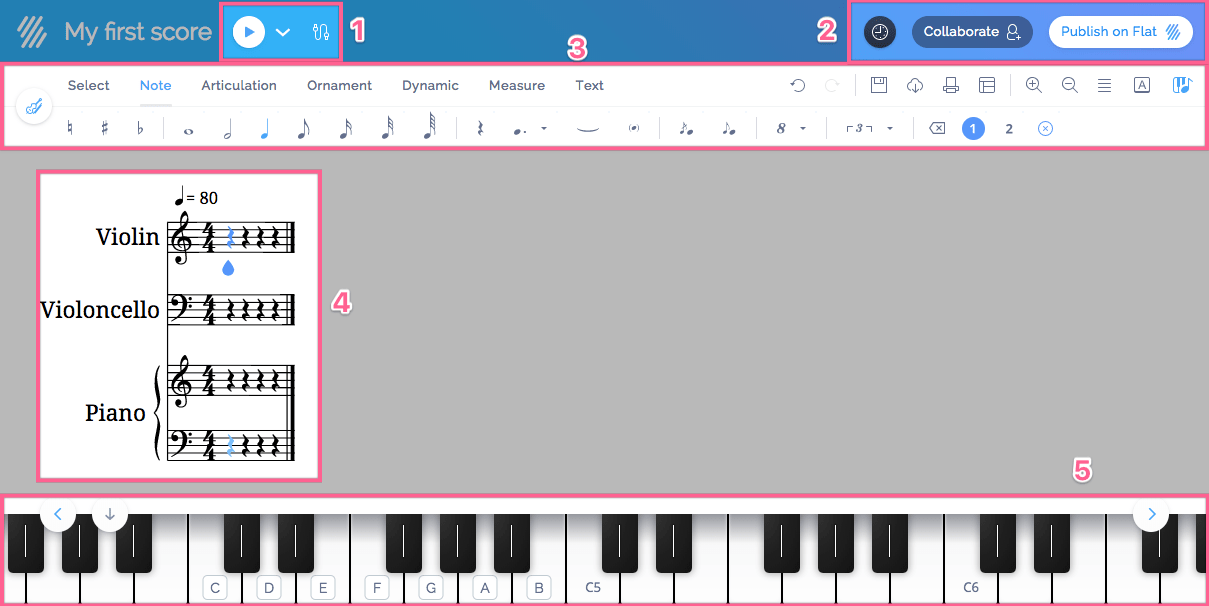 My first score
1
2
Collaborate
Publish on Flat
3
Select Note Articulation Ornament Dynamic Measure Text
A
8 3 1 2
= 80
Violin
4
Violoncello
Piano
5
C D E F G A B C5 C6